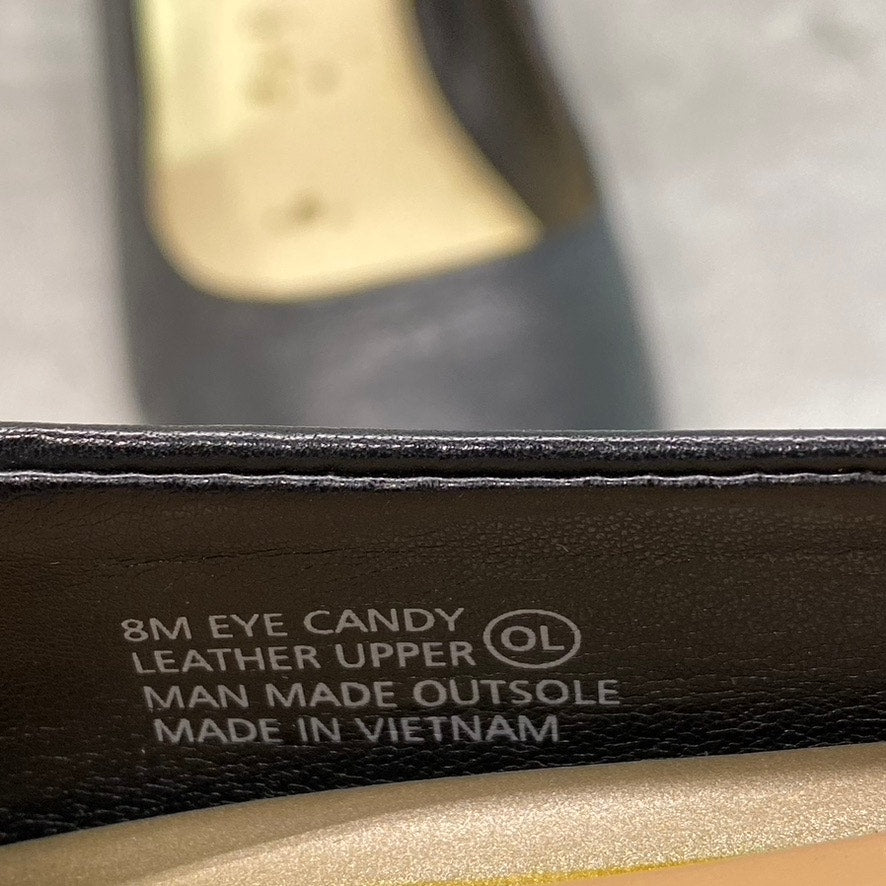 8M EYE CANDY OL
LEATHER UPPER
MAN MADE OUTSOLE
MADE IN VIETNAM